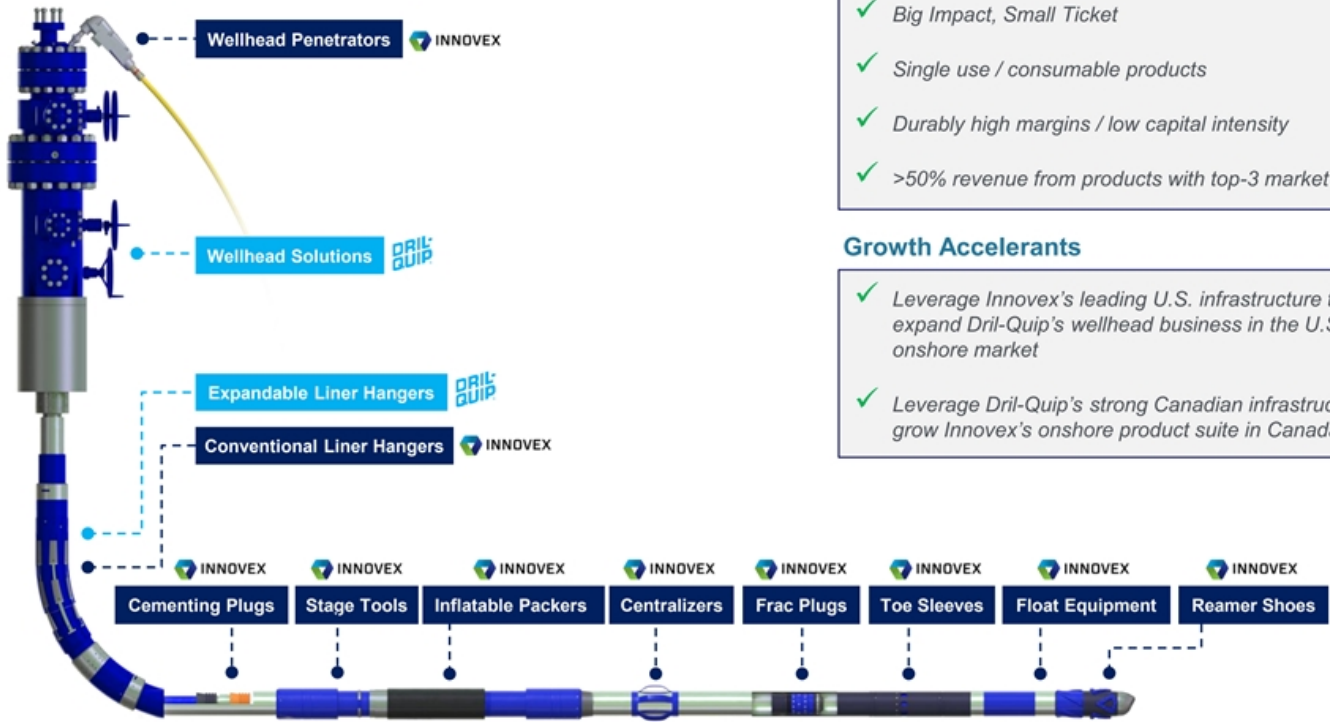 Wellhead Penetrators
INNOVEX
Wellhead Solutions
DRIL-
QUIP
Expandable Liner Hangers
DRIL-
QUIP
Conventional Liner Hangers
INNOVEX
INNOVEX
INNOVEX
INNOVEX
INNOVEX
INNOVEX
INNOVEX
INNOVEX
INNOVEX
Cementing Plugs
Stage Tools
Inflatable Packers
Centralizers
Frac Plugs
Toe Sleeves
Float Equipment
Reamer Shoes
✓ Big Impact, Small Ticket
✓ Single use / consumable products
✓ Durably high margins / low capital intensity
✓ >50% revenue from products with top-3 market
Growth Accelerants
✓ Leverage Innovex's leading U.S. infrastructure
expand Dril-Quip's wellhead business in the U.S
onshore market
✓ Leverage Dril-Quip's strong Canadian infrastruc
grow Innovex's onshore product suite in Canada